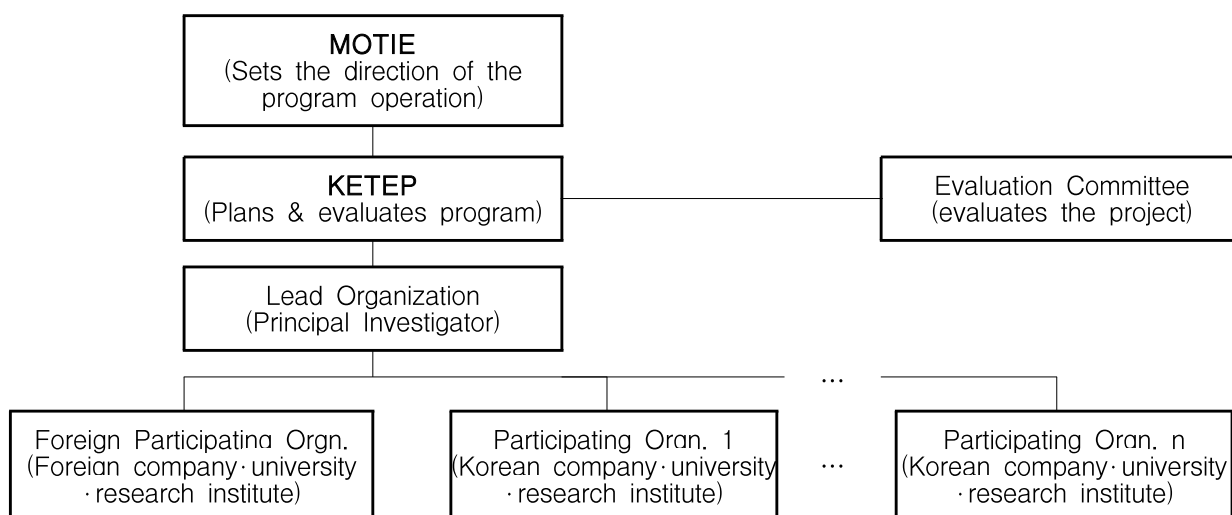 MOTIE
(Sets the direction of the
program operation)
KETEP
(Plans & evaluates program)
Evaluation Committee
(evaluates the project)
Lead Organization
(Principal Investigator)
...
Foreign Participating Orgn.
(Foreign company·university
·research institute)
Participating Orgn. 1
(Korean company·university
·research institute)
...
Participating Orgn. n
(Korean company·university
·research institute)